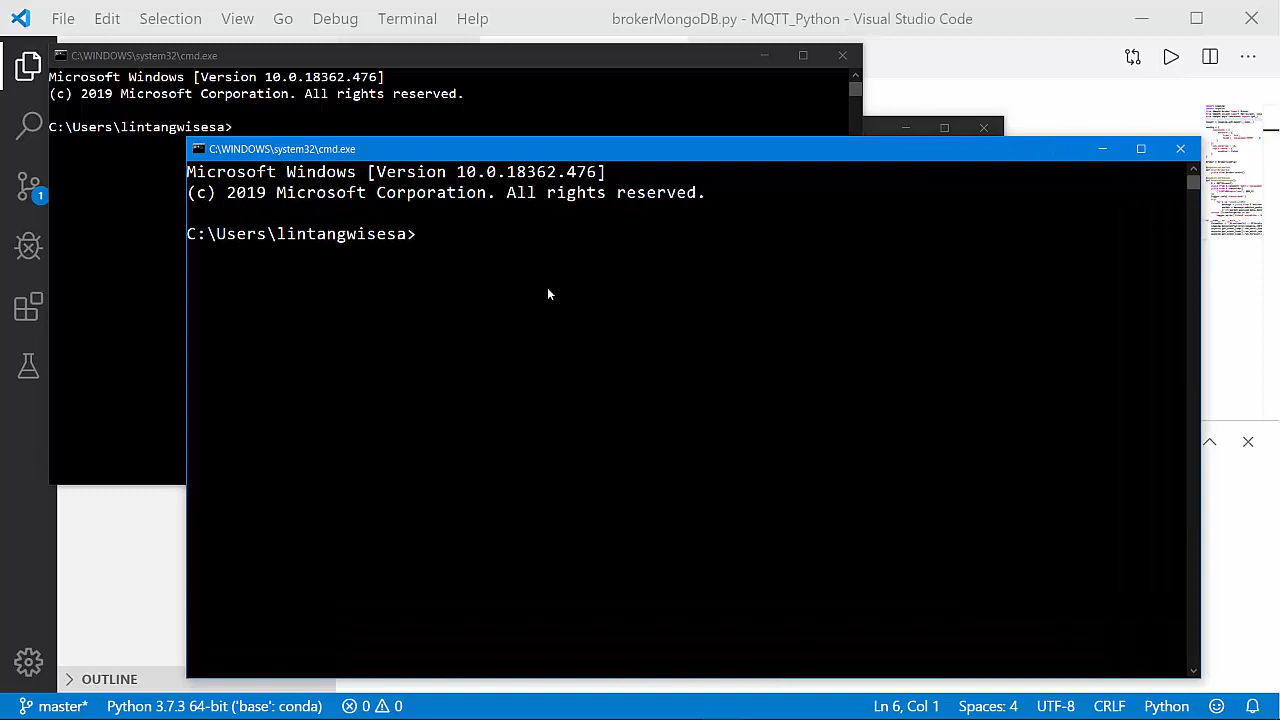 File Edit Selection View Go Debug Terminal Help brokerMongoDB.py - MQTT_Python - Visual Studio Code
C:\WINDOWS\system32\cmd.exe
Microsoft Windows [Version 10.0.18362.476]
(c) 2019 Microsoft Corporation. All rights reserved.
C:\Users\lintangwisesa>
C:\WINDOWS\system32\cmd.exe
Microsoft Windows [Version 10.0.18362.476]
(c) 2019 Microsoft Corporation. All rights reserved.
C:\Users\lintangwisesa>
1
OUTLINE
master* Python 3.7.3 64-bit ('base': conda) 0 0 Ln 6, Col 1 Spaces: 4 UTF-8 CRLF Python